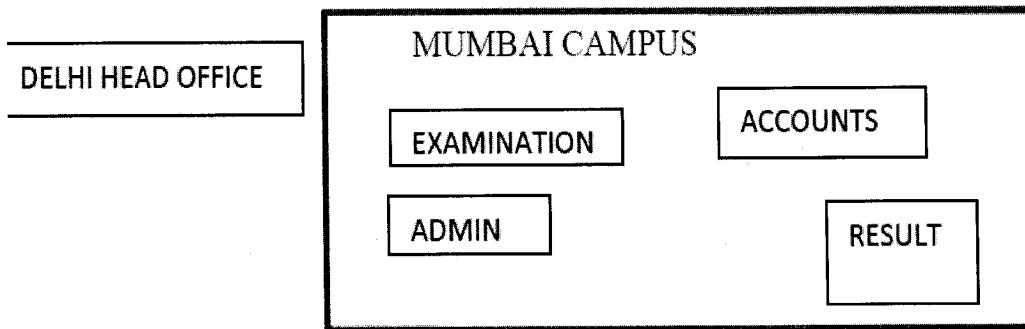 MUMBAI CAMPUS
DELHI HEAD OFFICE
EXAMINATION
ACCOUNTS
ADMIN
RESULT